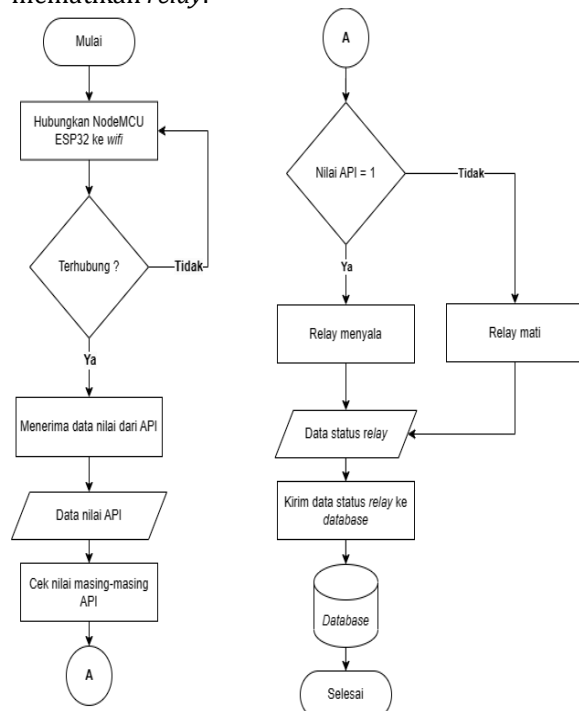 mematikan relay.
Mulai
Hubungkan NodeMCU
ESP32 ke wifi
Terhubung ?
Tidak
Ya
Menerima data nilai dari API
Data nilai API
Cek nilai masing-masing
API
A
A
Nilai API = 1
Tidak
Ya
Relay menyala
Relay mati
Data status relay
Kirim data status relay ke
database
Database
Selesai